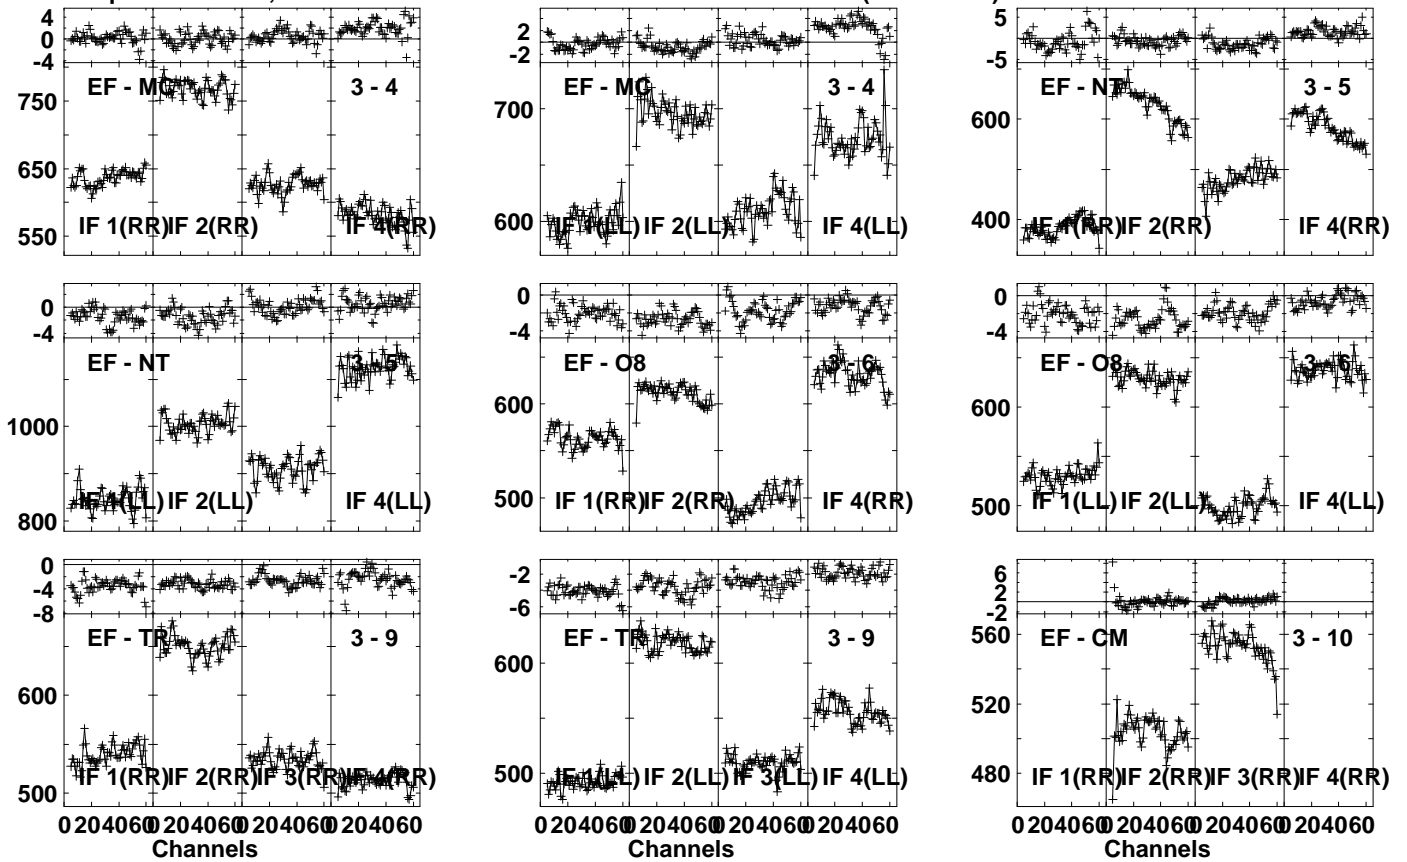 4
0
-4
EF - MC 3 - 4
750
650
550
IF 1(RR) IF 2(RR) IF 4(RR)
2
-2
EF - MC 3 - 4
700
600
IF 1(LL) IF 2(LL) IF 4(LL)
5
-5
EF - NT 3 - 5
600
400
IF 1(RR) IF 2(RR) IF 4(RR)
0
-4
EF - NT 3 - 5
1000
800
IF 1(LL) IF 2(LL) IF 4(LL)
0
-4
EF - O8 3 - 6
600
500
IF 1(RR) IF 2(RR) IF 4(RR)
0
-4
EF - O8 3 - 6
600
500
IF 1(LL) IF 2(LL) IF 4(LL)
0
-4
-8
EF - TR 3 - 9
600
500
IF 1(RR) IF 2(RR) IF 3(RR) IF 4(RR)
0 204060 0 204060 0 204060 0 204060
Channels
-2
-6
EF - TR 3 - 9
600
500
IF 1(LL) IF 2(LL) IF 3(LL) IF 4(LL)
0 204060 0 204060 0 204060 0 204060
Channels
6
2
-2
EF - CM 3 - 10
560
520
480
IF 1(RR) IF 2(RR) IF 3(RR) IF 4(RR)
0 204060 0 204060 0 204060 0 204060
Channels